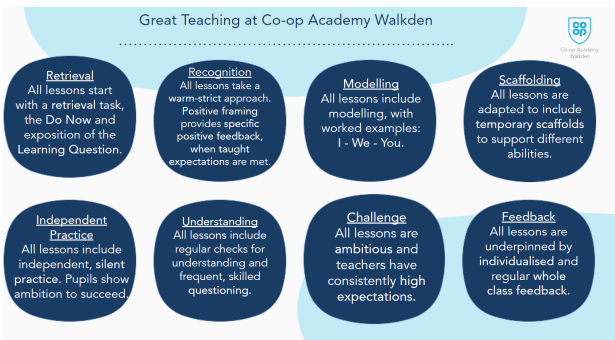 Great Teaching at Co-op Academy Walkden
co
op
Co-op Academy
Walkden
Retrieval
All lessons start
with a retrieval task,
the Do Now and
exposition of the
Learning Question.
Recognition
All lessons take a
warm-strict approach.
Positive framing
provides specific
positive feedback,
when taught
expectations are met.
Modelling
All lessons include
modelling, with
worked examples:
I - We - You.
Scaffolding
All lessons are
adapted to include
temporary scaffolds
to support different
abilities.
Independent
Practice
All lessons include
independent, silent
practice. Pupils show
ambition to succeed.
Understanding
All lessons include
regular checks for
understanding and
frequent, skilled
questioning.
Challenge
All lessons are
ambitious and
teachers have
consistently high
expectations.
Feedback
All lessons are
underpinned by
individualised and
regular whole
class feedback.